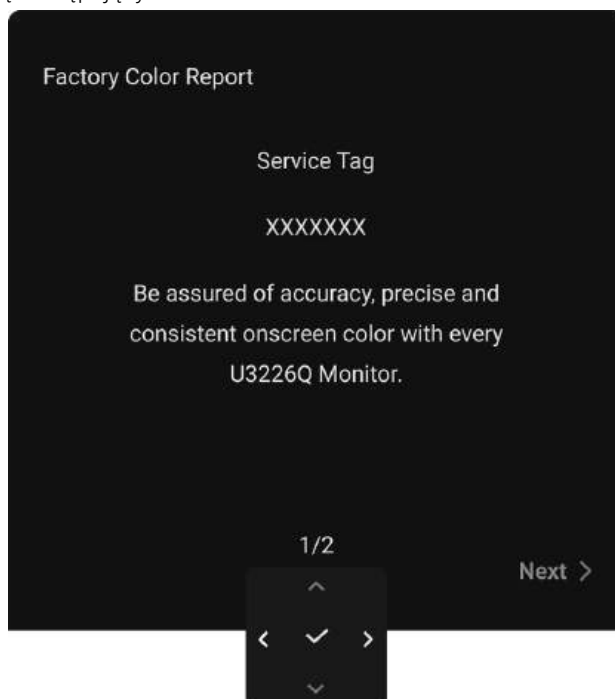 Factory Color Report
Service Tag
XXXXXXX
Be assured of accuracy, precise and
consistent onscreen color with every
U3226Q Monitor.
1/2
Next >